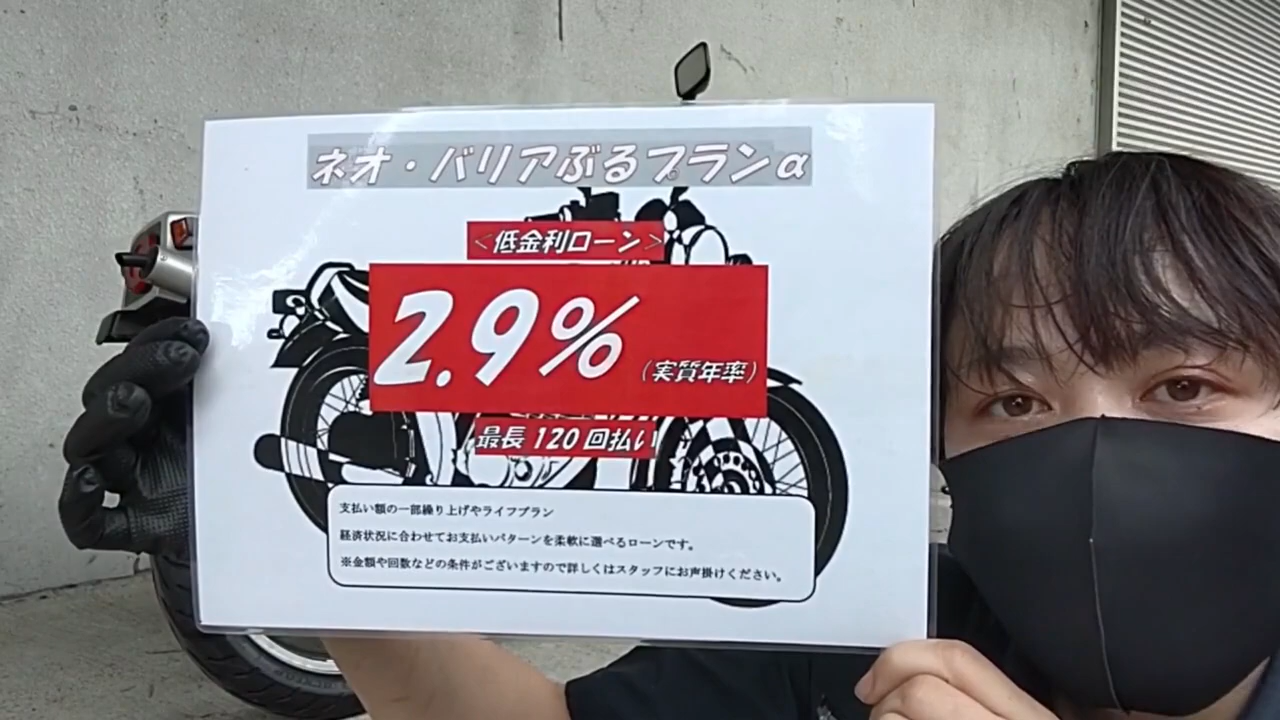 ネオ・バリアぶるプランα
＜低金利ローン＞
2.9%（実質年率）
最長120回払い
支払い額の一部繰り上げやライフプラン
経済状況に合わせてお支払いパターンを柔軟に選べるローンです。
※金額や回数などの条件がございますので詳しくはスタッフにお声掛けください。